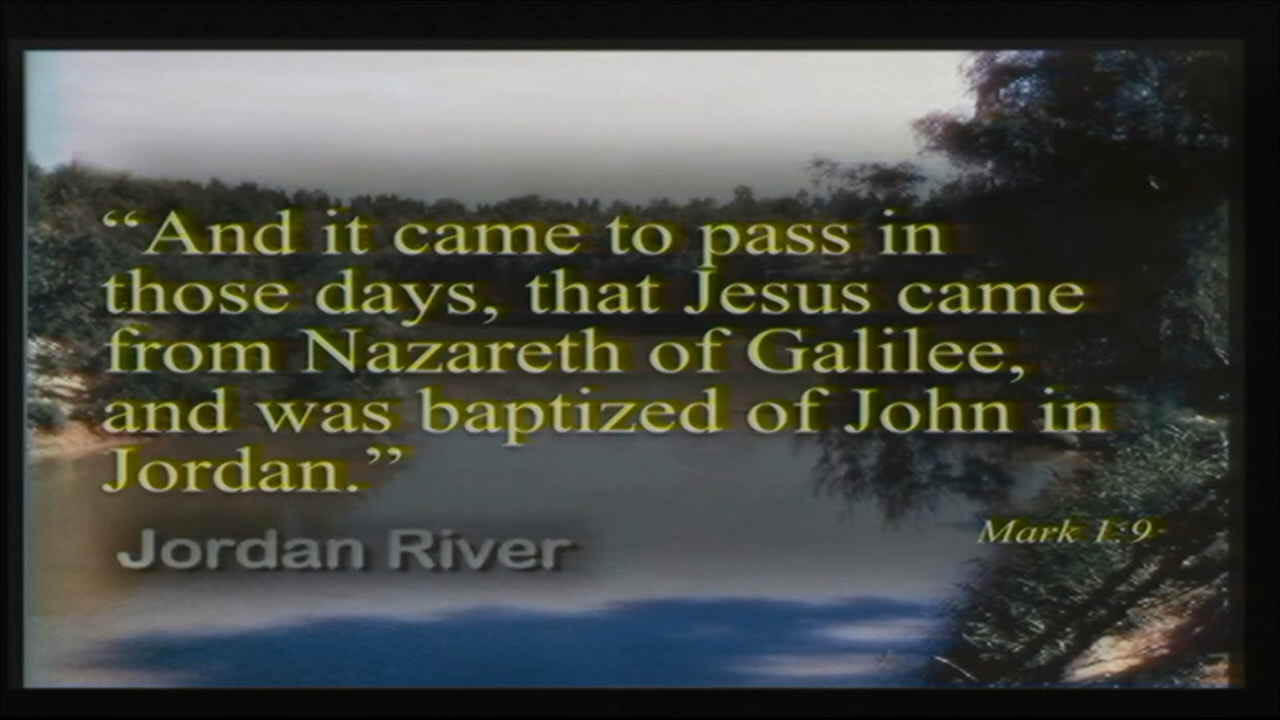 “And it came to pass in
those days, that Jesus came
from Nazareth of Galilee,
and was baptized of John in
Jordan.”
Jordan River
Mark 1:9